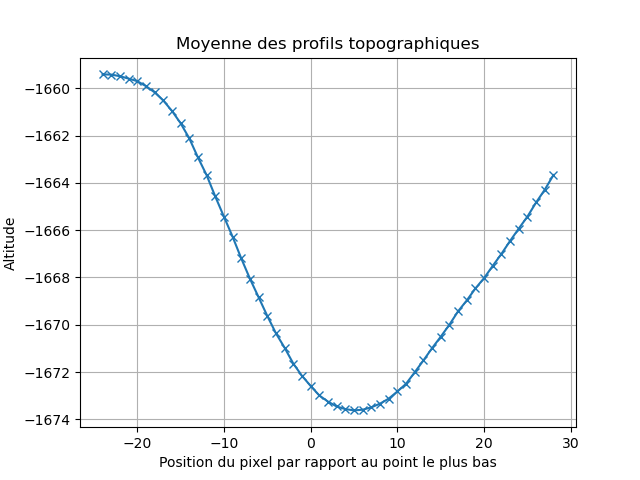 Moyenne des profils topographiques
−1660
−1662
−1664
−1666
−1668
−1670
−1672
−1674
Altitude
−20 −10 0 10 20 30
Position du pixel par rapport au point le plus bas